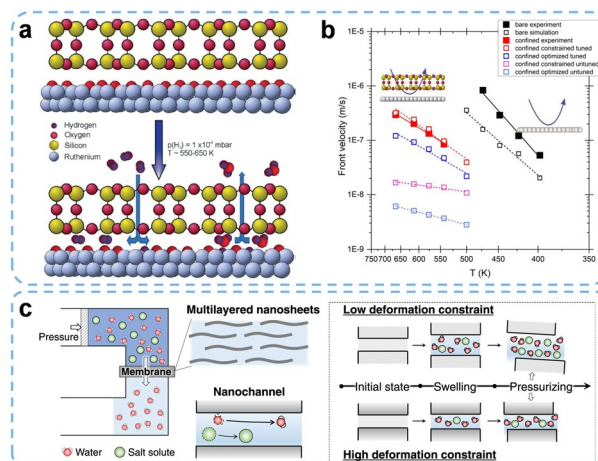 a
Hydrogen
Oxygen
Silicon
Ruthenium
p(H₂) = 1 x10⁻⁶ mbar
T ~ 550-650 K
b
1E-5
1E-6
1E-7
1E-8
1E-9
Front velocity (m/s)
750 700 650 600 550 500 450 400 350
T (K)
bare experiment
bare simulation
confined experiment
confined constrained tuned
confined optimized tuned
confined constrained untuned
confined optimized untuned
c
Pressure
Membrane
Water
Salt solute
Multilayered nanosheets
Nanochannel
Low deformation constraint
Initial state
Swelling
Pressurizing
High deformation constraint